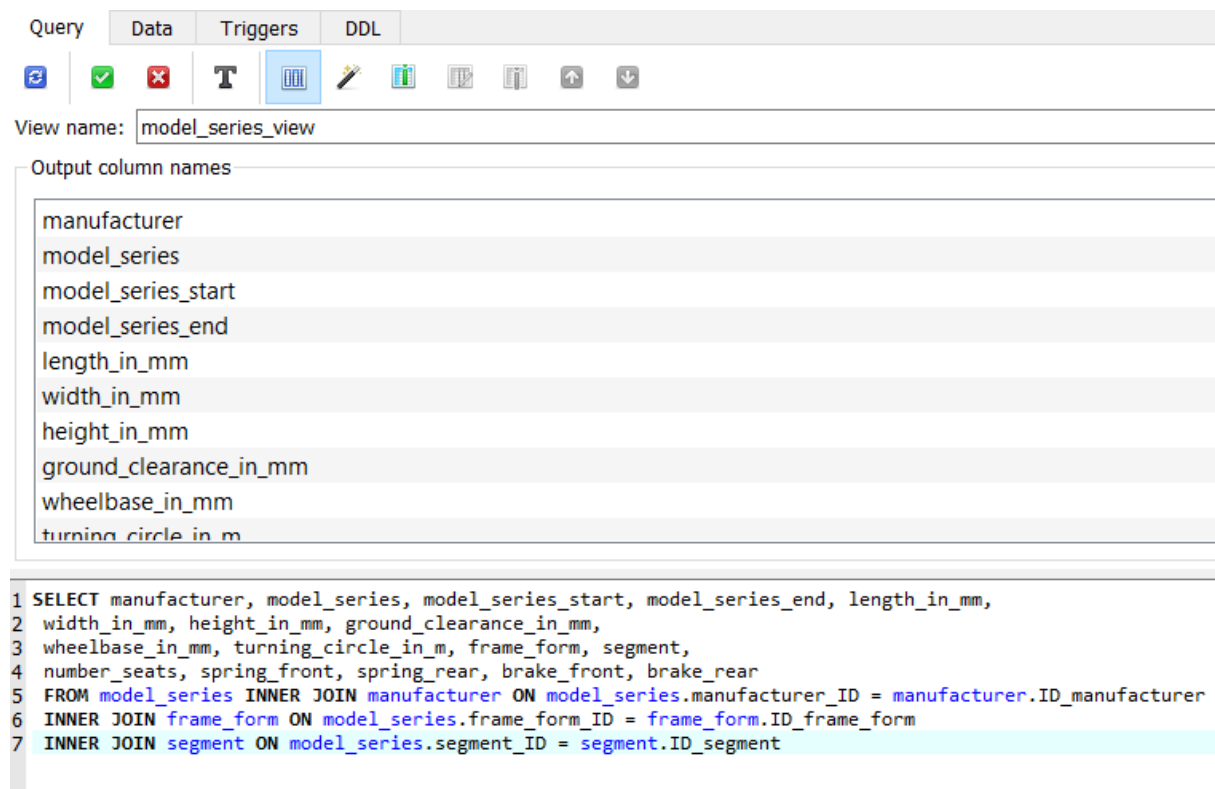 Query Data Triggers DDL
View name: model_series_view
Output column names
manufacturer
model_series
model_series_start
model_series_end
length_in_mm
width_in_mm
height_in_mm
ground_clearance_in_mm
wheelbase_in_mm
turning_circle_in_m
1 SELECT manufacturer, model_series, model_series_start, model_series_end, length_in_mm,
2 width_in_mm, height_in_mm, ground_clearance_in_mm,
3 wheelbase_in_mm, turning_circle_in_m, frame_form, segment,
4 number_seats, spring_front, spring_rear, brake_front, brake_rear
5 FROM model_series INNER JOIN manufacturer ON model_series.manufacturer_ID = manufacturer.ID_manufacturer
6 INNER JOIN frame_form ON model_series.frame_form_ID = frame_form.ID_frame_form
7 INNER JOIN segment ON model_series.segment_ID = segment.ID_segment